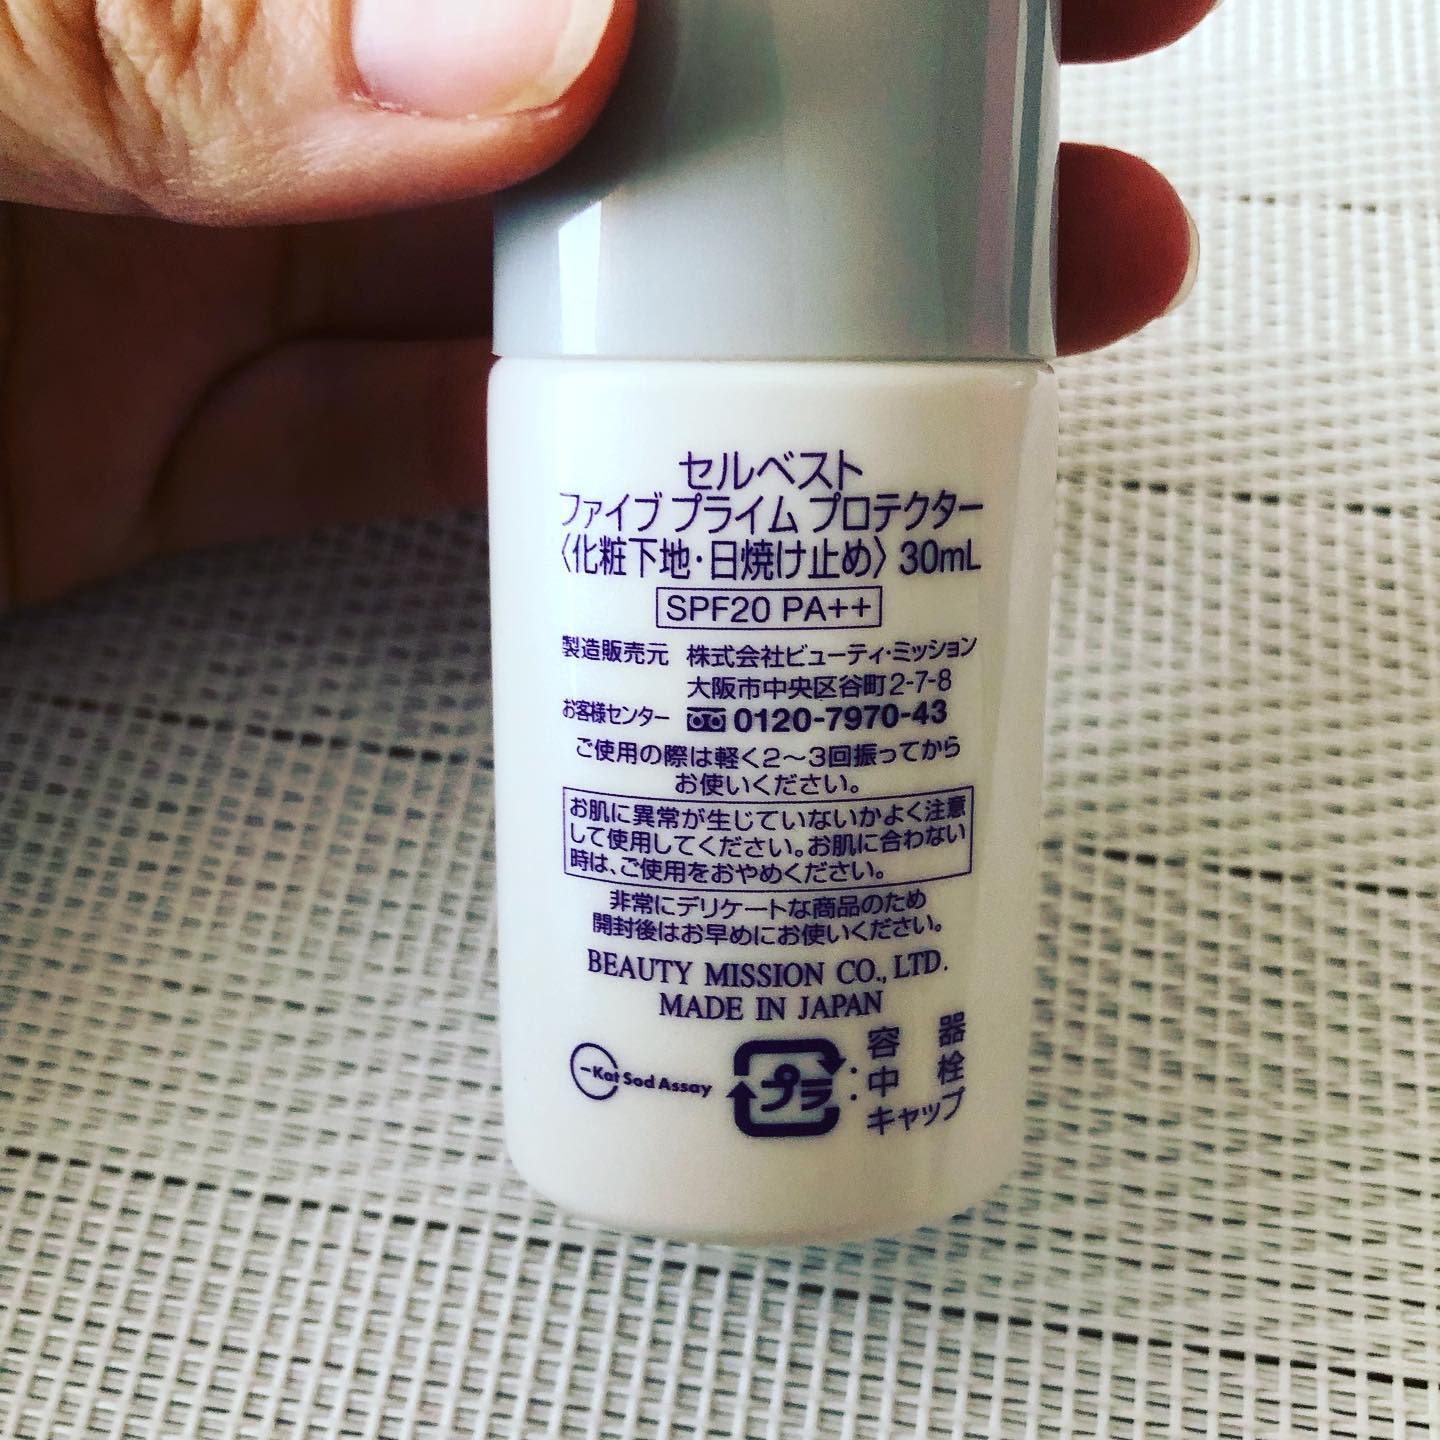 セルベスト
ファイブ プライム プロテクター
〈化粧下地・日焼け止め〉 30mL
SPF20 PA++
製造販売元 株式会社ビューティ・ミッション
大阪市中央区谷町2-7-8
お客様センター 0120-7970-43
ご使用の際は軽く2〜3回振ってから
お使いください。
お肌に異常が生じていないかよく注意
して使用してください。お肌に合わない
時は、ご使用をおやめください。
非常にデリケートな商品のため
開封後はお早めにお使いください。
BEAUTY MISSION CO., LTD.
MADE IN JAPAN
Kat Sod Assay
プラ : 容器
: 中栓
キャップ